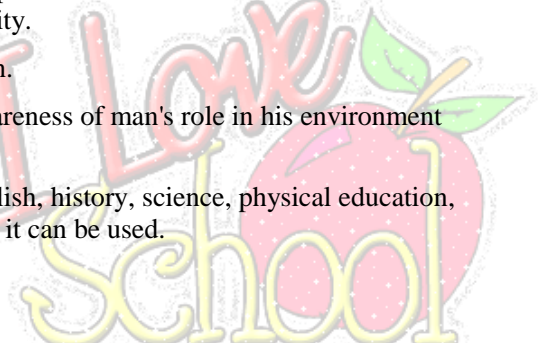 ity.
n.
areness of man's role in his environment
lish, history, science, physical education,
it can be used.
I Love
School